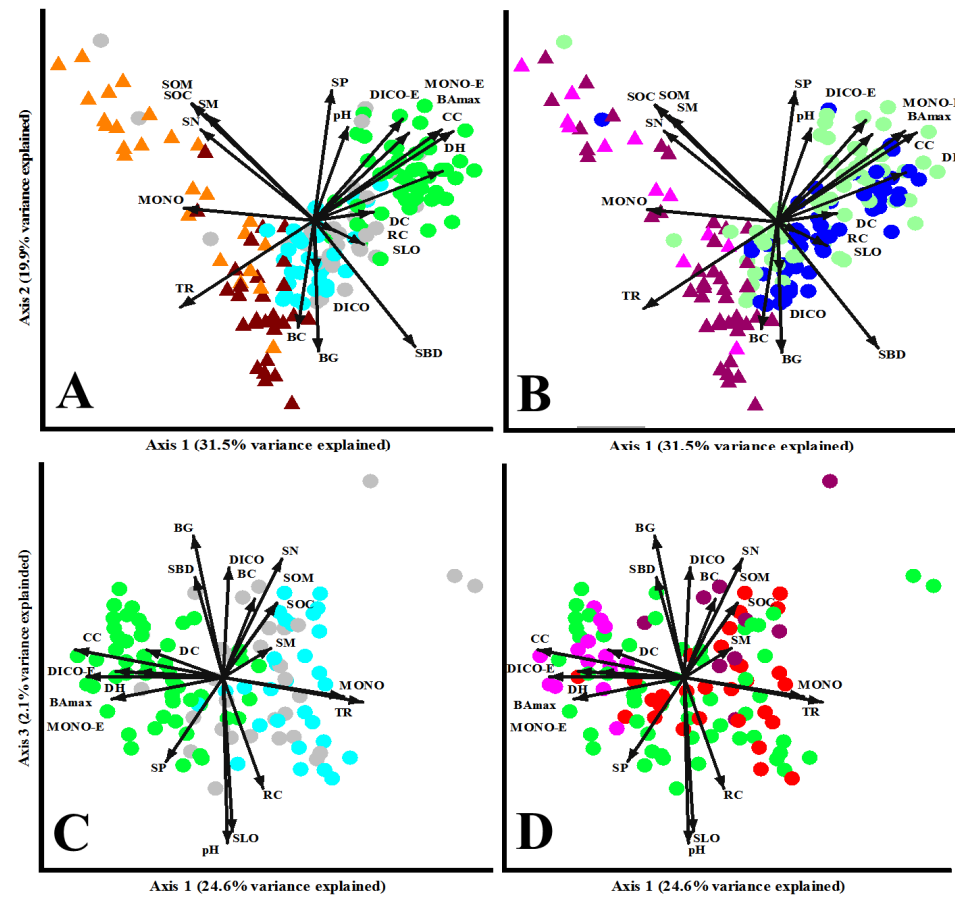 Axis 2 (19.9% variance explained)
SOM
SOC
SM
SN
SP
pH
DICO-E
MONO-E
BAmax
CC
DH
MONO
DC
RC
SLO
TR
DICO
BC
BG
SBD
A
Axis 1 (31.5% variance explained)
SOC SOM
SM
SN
SP
pH
DICO-E
MONO-E
BAmax
CC
DH
MONO
DC
RC
SLO
TR
DICO
BC
BG
SBD
B
Axis 1 (31.5% variance explained)
Axis 3 (2.1% variance explanded)
BG
SBD
DICO
BC
SN
SOM
SOC
CC
DC
SM
DICO-E
DH
BAmax
MONO-E
MONO
TR
SP
RC
SLO
pH
C
Axis 1 (24.6% variance explained)
BG
SBD
DICO
BC
SN
SOM
SOC
CC
DC
SM
DICO-E
DH
BAmax
MONO-E
MONO
TR
SP
RC
SLO
pH
D
Axis 1 (24.6% variance explained)